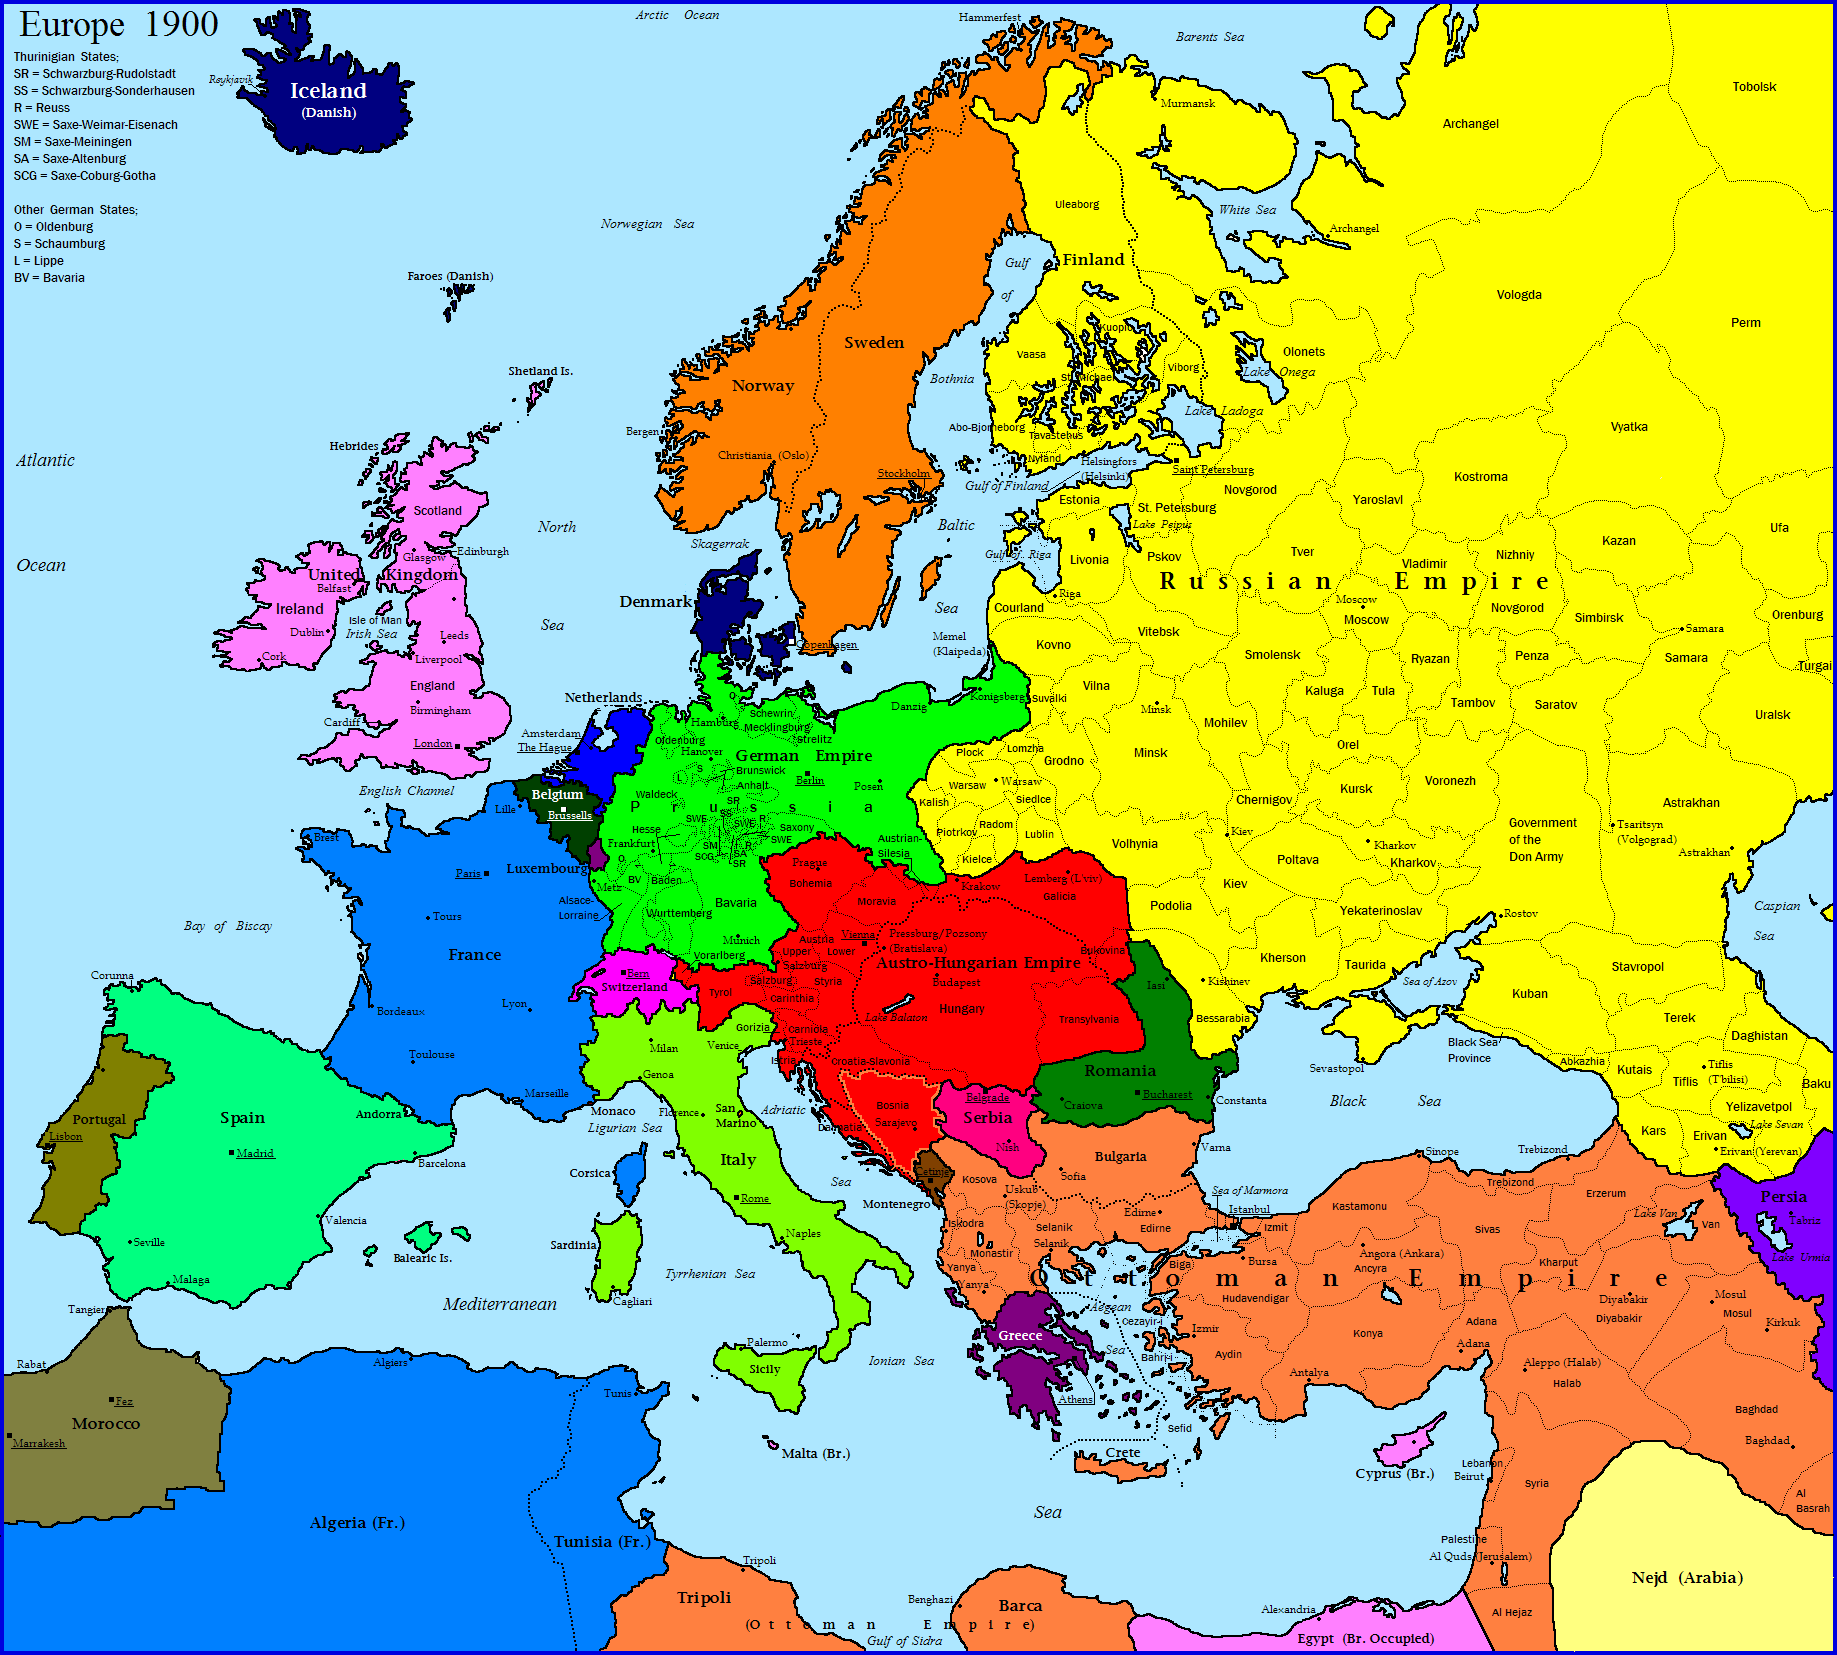 Europe 1900
Thurinigian States;
SR = Schwarzburg-Rudolstadt
SS = Schwarzburg-Sonderhausen
R = Reuss
SWE = Saxe-Weimar-Eisenach
SM = Saxe-Meiningen
SA = Saxe-Altenburg
SCG = Saxe-Coburg-Gotha
Other German States;
O = Oldenburg
S = Schaumburg
L = Lippe
BV = Bavaria
Arctic Ocean
Hammerfest
Barents Sea
Reykjavik
Iceland
(Danish)
Murmansk
Archangel
Tobolsk
Norwegian Sea
Uleaborg
White Sea
Archangel
Faroes (Danish)
Gulf
of
Bothnia
Finland
Vologda
Perm
Shetland Is.
Sweden
Norway
Vaasa
Kuopio
St. Michael
Viborg
Olonets
Lake Onega
Lake Ladoga
Hebrides
Bergen
Christiania (Oslo)
Stockholm
Abo-Bjorneborg
Tavastehus
Nyland
Helsingfors
(Helsinki)
Saint Petersburg
Gulf of Finland
Vyatka
Kostroma
Atlantic
Ocean
North
Sea
Skagerrak
Baltic
Sea
Gulf of Riga
Scotland
Glasgow
Edinburgh
United Kingdom
Belfast
Ireland
Dublin
Cork
Isle of Man
Irish Sea
Leeds
Liverpool
England
Birmingham
Cardiff
London
English Channel
Denmark
Copenhagen
Estonia
St. Petersburg
Lake Peipus
Novgorod
Yaroslavl
Livonia
Pskov
Tver
Vladimir
Nizhniy
Novgorod
Kazan
Ufa
Russian Empire
Riga
Courland
Memel
(Klaipeda)
Kovno
Vitebsk
Moscow
Moscow
Simbirsk
Samara
Orenburg
Smolensk
Ryazan
Penza
Samara
Turgai
Konigsberg
Suvalki
Vilna
Minsk
Mohilev
Kaluga
Tula
Tambov
Saratov
Uralsk
Netherlands
Amsterdam
The Hague
Hamburg
Schewrin
Mecklingburg
Strelitz
Danzig
O
Oldenburg
Hanover
German Empire
Plock
Lomzha
Grodno
Minsk
Orel
Voronezh
S
L
Brunswick
Anhalt
Berlin
Posen
Warsaw
Warsaw
Siedlce
Kalish
Radom
Lublin
Piotrkov
Kielce
Volhynia
Chernigov
Kursk
Kiev
Poltava
Kharkov
Kharkov
Government
of the
Don Army
Astrakhan
Tsaritsyn
(Volgograd)
Astrakhan
Belgium
Brussells
Lille
Waldeck
Prussia
SR
SS
SWE
SWE
R
Saxony
SWE
Hesse
Frankfurt
SM
R
SCG
SA
SR
Austrian-
Silesia
Brest
Luxembourg
O
Metz
BV
Baden
Bavaria
Alsace-
Lorraine
Wurttemberg
Munich
Vorarlberg
Prague
Bohemia
Moravia
Krakow
Lemberg (L'viv)
Galicia
Kiev
Podolia
Yekaterinoslav
Rostov
Caspian
Sea
Paris
Tours
France
Bay of Biscay
Bern
Switzerland
Austria
Upper
Lower
Vienna
Pressburg/Pozsony
(Bratislava)
Bukovina
Salzburg
Austro-Hungarian Empire
Salzburg
Tyrol
Styria
Budapest
Carinthia
Hungary
Lake Balaton
Carniola
Transylvania
Iasi
Kherson
Taurida
Kishinev
Sea of Azov
Stavropol
Kuban
Bessarabia
Terek
Daghistan
Corunna
Bordeaux
Lyon
Gorizia
Milan
Venice
Trieste
Istria
Croatia-Slavonia
Toulouse
Genoa
Marseille
Monaco
Ligurian Sea
Florence
San
Marino
Adriatic
Sea
Dalmatia
Bosnia
Sarajevo
Romania
Belgrade
Bucharest
Craiova
Constanta
Serbia
Nish
Sevastopol
Black Sea
Province
Abkazhia
Kutais
Tiflis
Tiflis
(T'bilisi)
Baku
Black Sea
Yelizavetpol
Lake Sevan
Kars
Erivan
Erivan (Yerevan)
Portugal
Lisbon
Spain
Andorra
Madrid
Barcelona
Valencia
Seville
Malaga
Balearic Is.
Corsica
Sardinia
Cagliari
Italy
Rome
Naples
Tyrrhenian Sea
Montenegro
Cetinje
Kosova
Uskub
(Skopje)
Bulgaria
Sofia
Varna
Sinope
Trebizond
Trebizond
Sea of Marmora
Istanbul
Edirne
Edirne
Iskodra
Selanik
Selanik
Monastir
Yanya
Yanya
Izmit
Kastamonu
Erzerum
Sivas
Lake Van
Van
Persia
Tabriz
Lake Urmia
Biga
Bursa
Angora (Ankara)
Ancyra
Kharput
Ottoman Empire
Hudavendigar
Diyabakir
Diyabakir
Mosul
Mosul
Kirkuk
Aegean
Sea
Cezayir-i
Bahr-i
Sefid
Izmir
Aydin
Konya
Adana
Adana
Antalya
Greece
Athens
Aleppo (Halab)
Halab
Tangier
Mediterranean
Sea
Palermo
Sicily
Ionian Sea
Rabat
Fez
Morocco
Marrakesh
Algiers
Tunis
Malta (Br.)
Crete
Cyprus (Br.)
Lebanon
Beirut
Syria
Baghdad
Baghdad
Al
Basrah
Algeria (Fr.)
Tunisia (Fr.)
Palestine
Al Quds (Jerusalem)
Nejd (Arabia)
Tripoli
Tripoli
Benghazi
Barca
(Ottoman Empire)
Gulf of Sidra
Alexandria
Egypt (Br. Occupied)
Al Hejaz